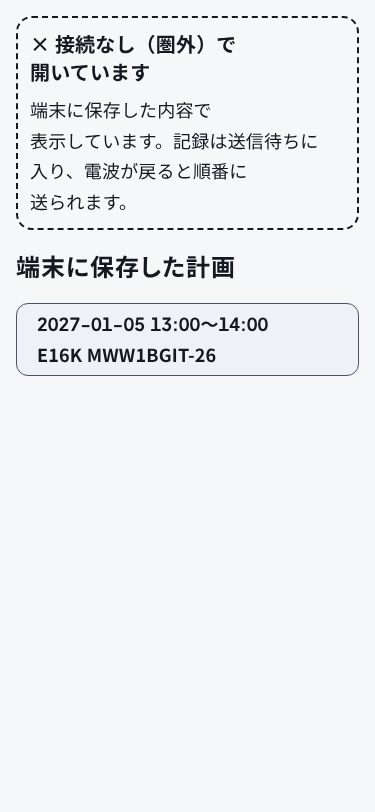 × 接続なし（圏外）で
開いています
端末に保存した内容で
表示しています。記録は送信待ちに
入り、電波が戻ると順番に
送られます。
端末に保存した計画
2027-01-05 13:00〜14:00
E16K MWW1BGIT-26